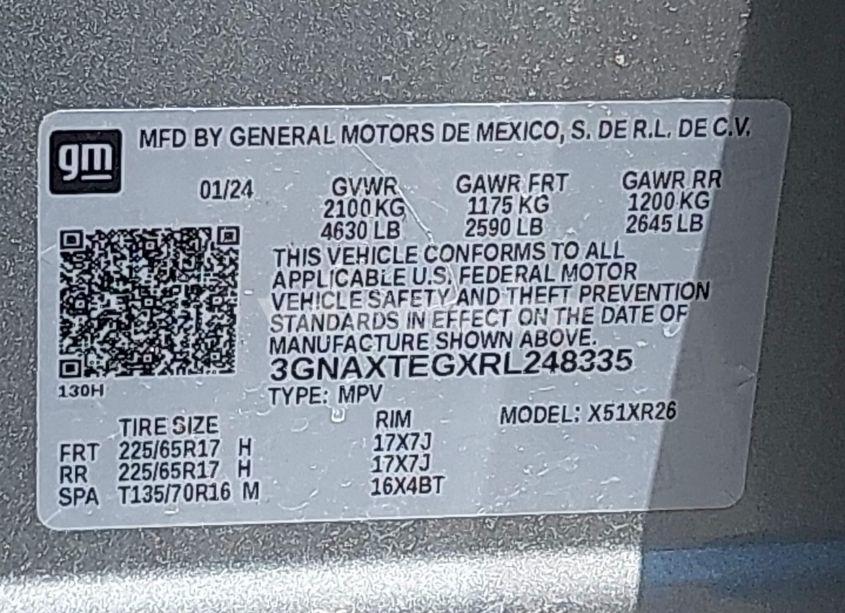 gm
MFD BY GENERAL MOTORS DE MEXICO, S. DE R.L. DE C.V.
01/24 GVWR GAWR FRT GAWR RR
2100 KG 1175 KG 1200 KG
4630 LB 2590 LB 2645 LB
THIS VEHICLE CONFORMS TO ALL
APPLICABLE U.S. FEDERAL MOTOR
VEHICLE SAFETY AND THEFT PREVENTION
STANDARDS IN EFFECT ON THE DATE OF
MANUFACTURE SHOWN ABOVE.
3GNAXTEGXRL248335
130H
TYPE: MPV
TIRE SIZE RIM MODEL: X51XR26
FRT 225/65R17 H 17X7J
RR 225/65R17 H 17X7J
SPA T135/70R16 M 16X4BT